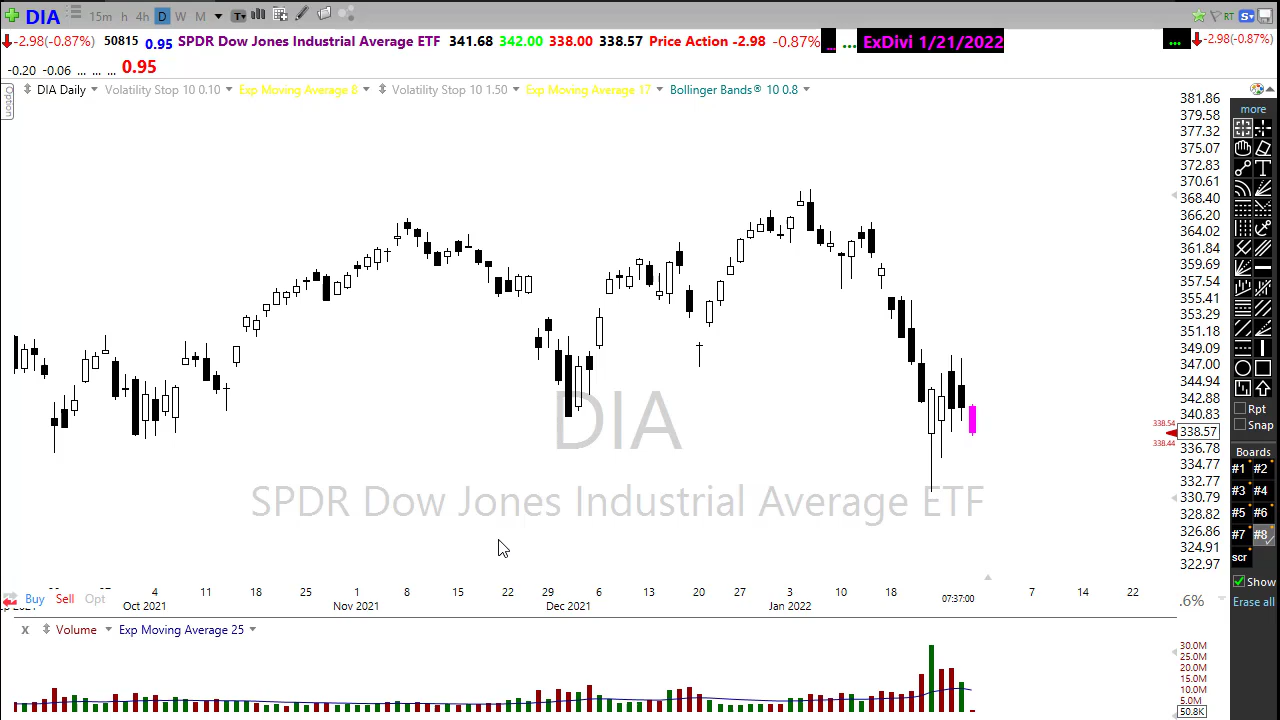 DIA 15m h 4h D W M T RT S
-2.98(-0.87%) 50815 0.95 SPDR Dow Jones Industrial Average ETF 341.68 342.00 338.00 338.57 Price Action -2.98 -0.87% ... ... ExDivi 1/21/2022 ... -2.98(-0.87%)
-0.20 -0.06 ... ... ... 0.95
Option
DIA Daily Volatility Stop 10 0.10 Exp Moving Average 8 Volatility Stop 10 1.50 Exp Moving Average 17 Bollinger Bands® 10 0.8
381.86
379.58
377.32
375.07
372.83
370.61
368.40
366.20
364.02
361.84
359.69
357.54
355.41
353.29
351.18
349.09
347.00
344.94
342.88
340.83
338.54
338.57
338.44
336.78
334.77
330.79
328.82
326.86
324.91
322.97
more
T
Rpt
Snap
Boards
#1 #2
#3 #4
#5 #6
#7 #8
scr
Show
Erase all
DIA
SPDR Dow Jones Industrial Average ETF
4 11 18 25 1 8 15 22 29 6 13 20 27 3 10 18 07:37:00 7 14 22
Oct 2021 Nov 2021 Dec 2021 Jan 2022
Buy Sell Opt
.6%
x Volume Exp Moving Average 25
30.0M
25.0M
20.0M
15.0M
10.0M
5.0M
50.8K